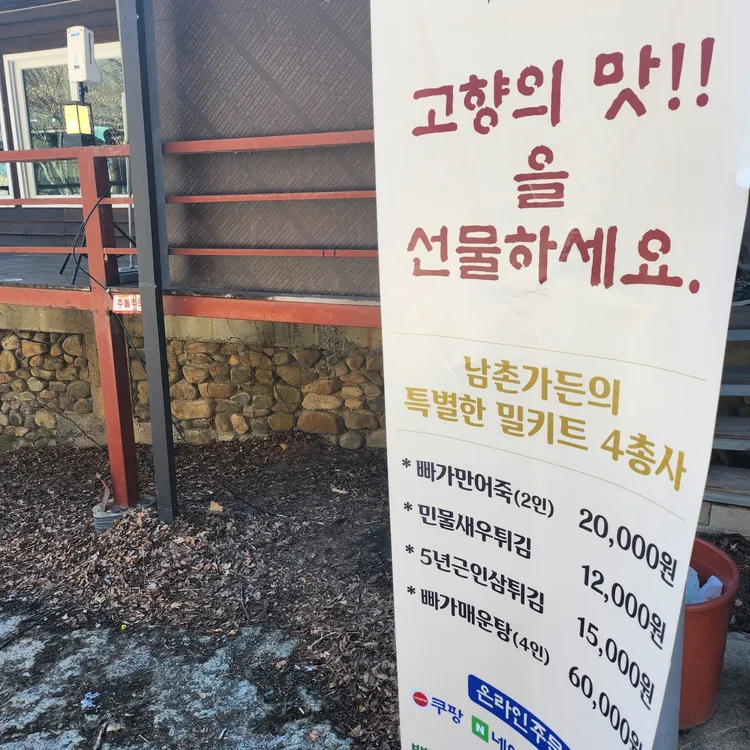 고향의 맛!!
을
선물하세요.
남촌가든의
특별한 밀키트 4총사
* 빠가만어죽(2인) 20,000원
* 민물새우튀김 12,000원
* 5년근인삼튀김 15,000원
* 빠가매운탕(4인) 60,000원
온라인주문
쿠팡 N